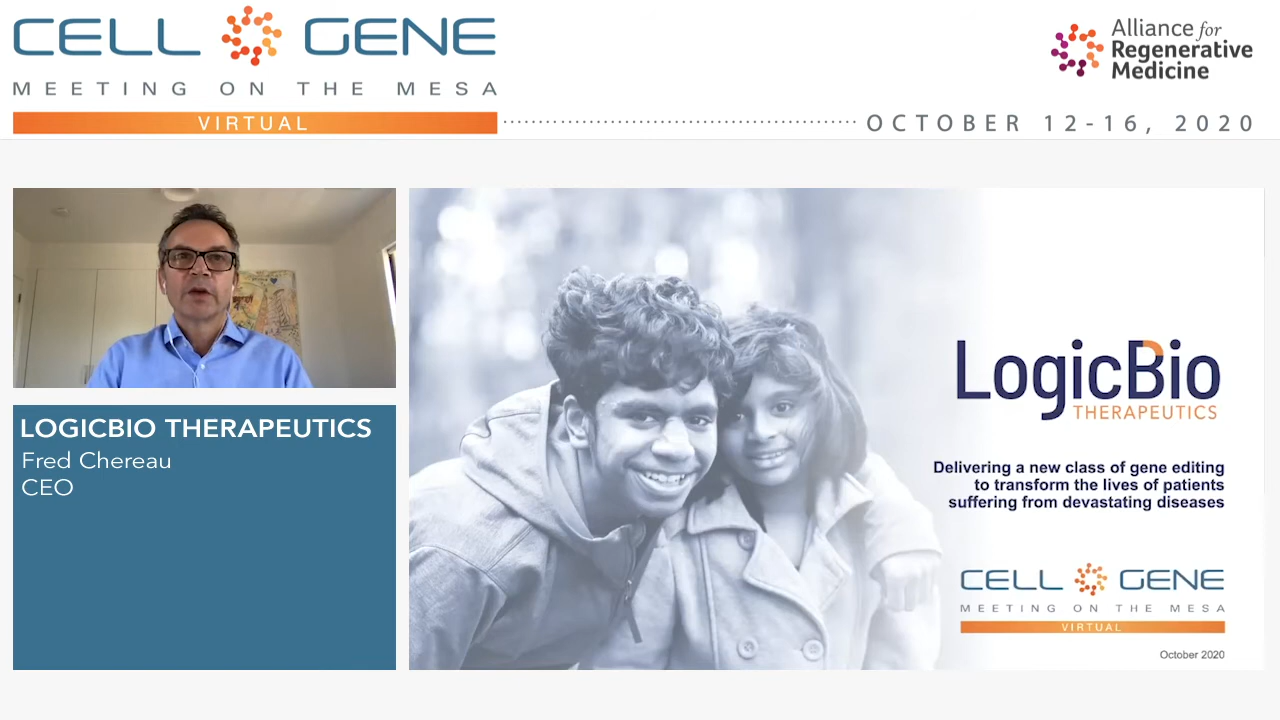 CELL GENE
MEETING ON THE MESA
VIRTUAL
Alliance for
Regenerative
Medicine
OCTOBER 12-16, 2020
LOGICBIO THERAPEUTICS
Fred Chereau
CEO
LogicBio
THERAPEUTICS
Delivering a new class of gene editing
to transform the lives of patients
suffering from devastating diseases
CELL GENE
MEETING ON THE MESA
VIRTUAL
October 2020